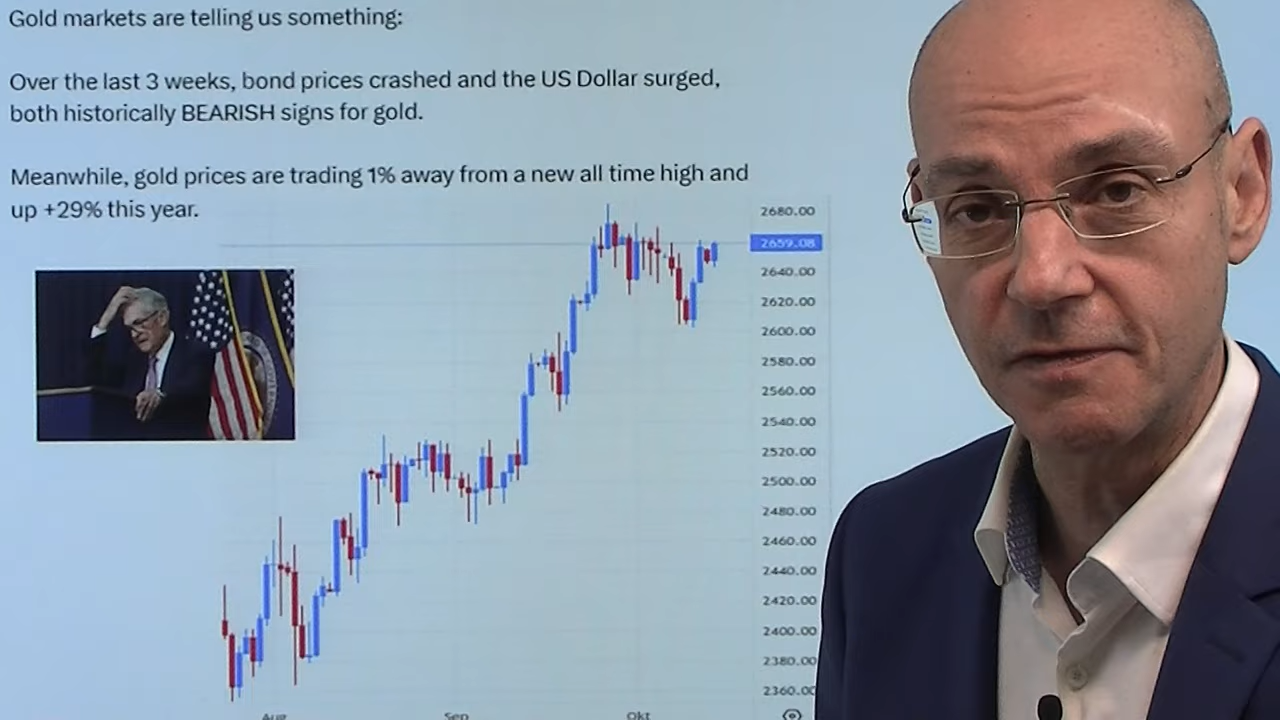 Gold markets are telling us something:
Over the last 3 weeks, bond prices crashed and the US Dollar surged,
both historically BEARISH signs for gold.
Meanwhile, gold prices are trading 1% away from a new all time high and
up +29% this year.
2680.00
2659.08
2640.00
2620.00
2600.00
2580.00
2560.00
2540.00
2520.00
2500.00
2480.00
2460.00
2440.00
2420.00
2400.00
2380.00
2360.00
Aug Sep Okt